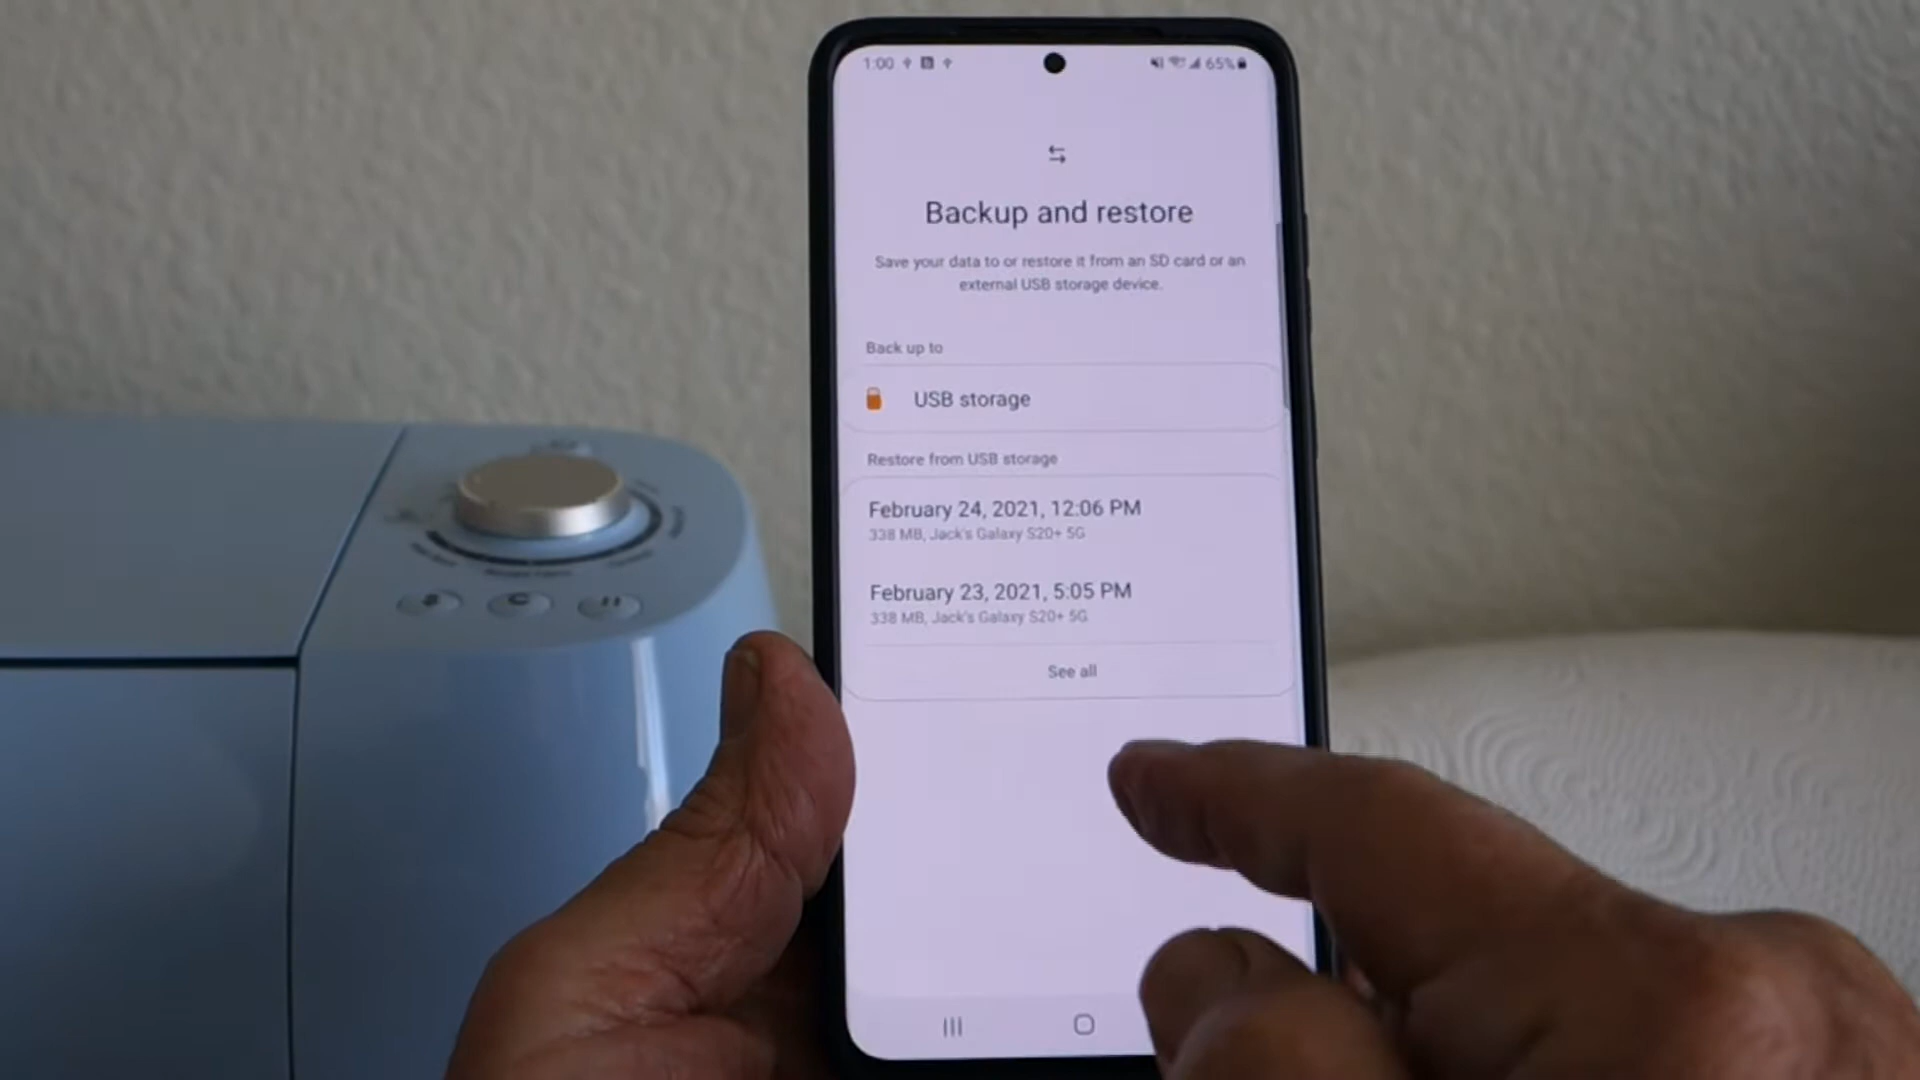 1:00
65%
Backup and restore
Save your data to or restore it from an SD card or an
external USB storage device.
Back up to
USB storage
Restore from USB storage
February 24, 2021, 12:06 PM
338 MB, Jack's Galaxy S20+ 5G
February 23, 2021, 5:05 PM
338 MB, Jack's Galaxy S20+ 5G
See all